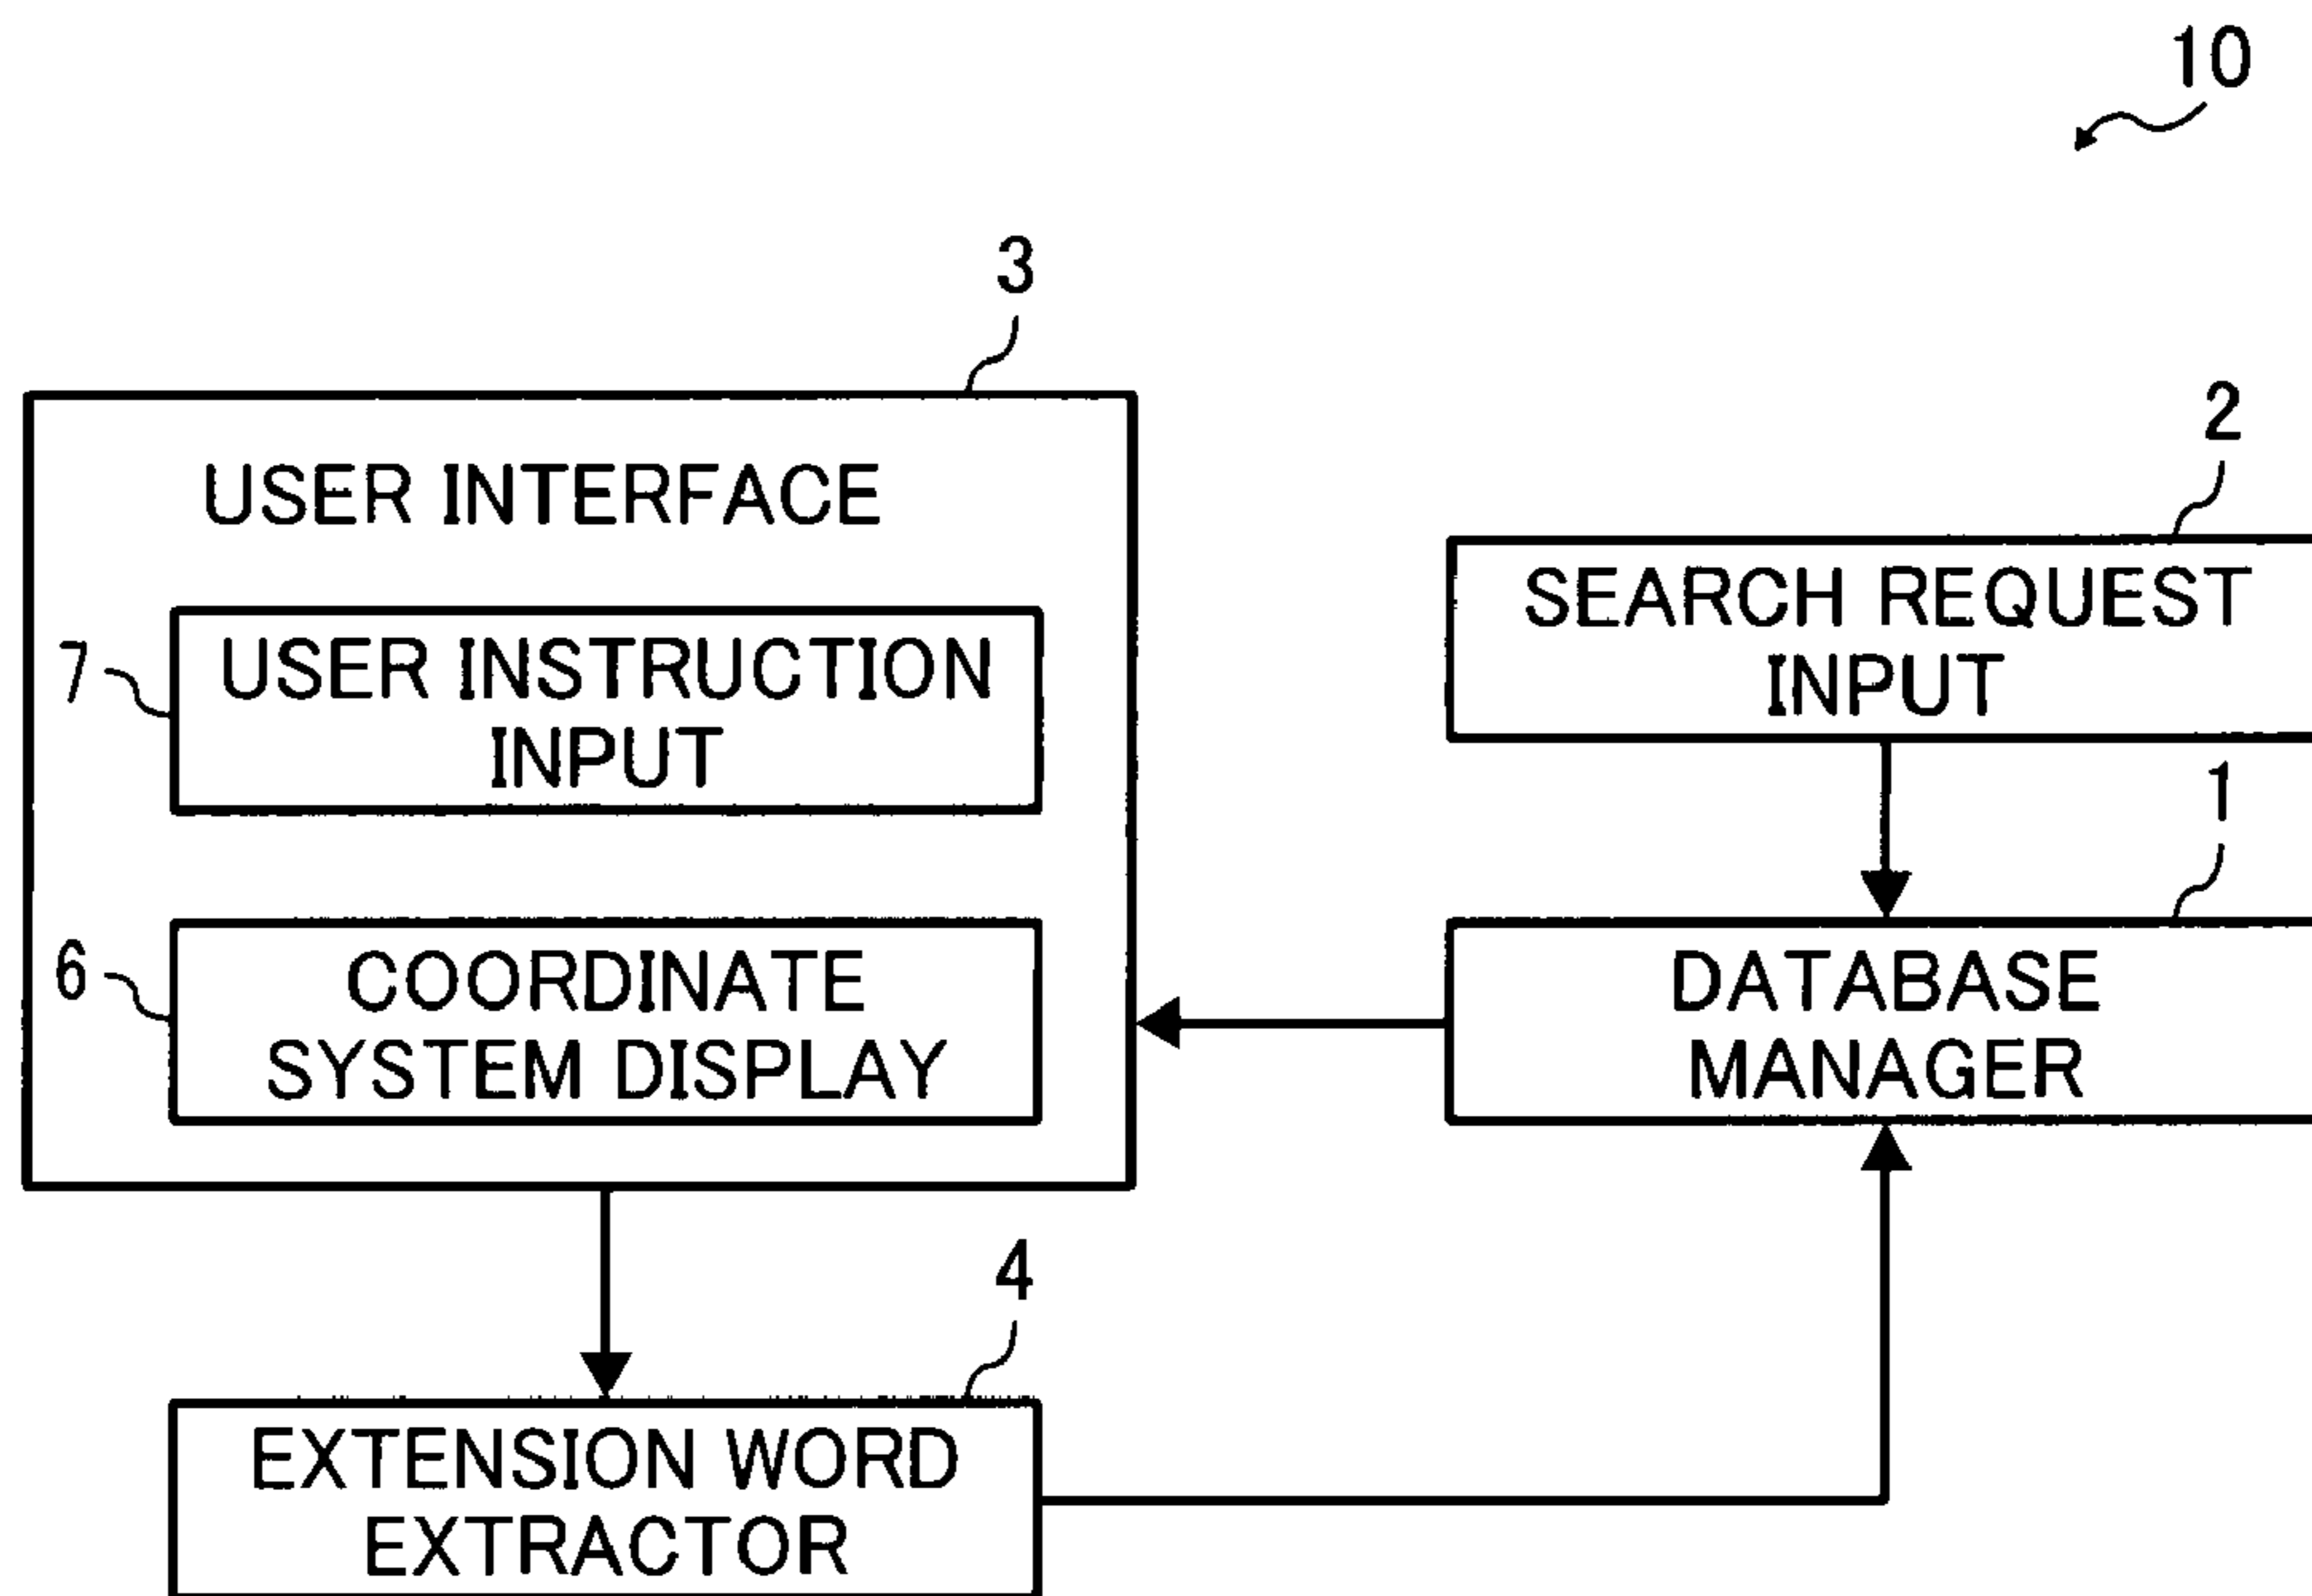 10
3
USER INTERFACE
7
USER INSTRUCTION
INPUT
6
COORDINATE
SYSTEM DISPLAY
2
SEARCH REQUEST
INPUT
1
DATABASE
MANAGER
4
EXTENSION WORD
EXTRACTOR